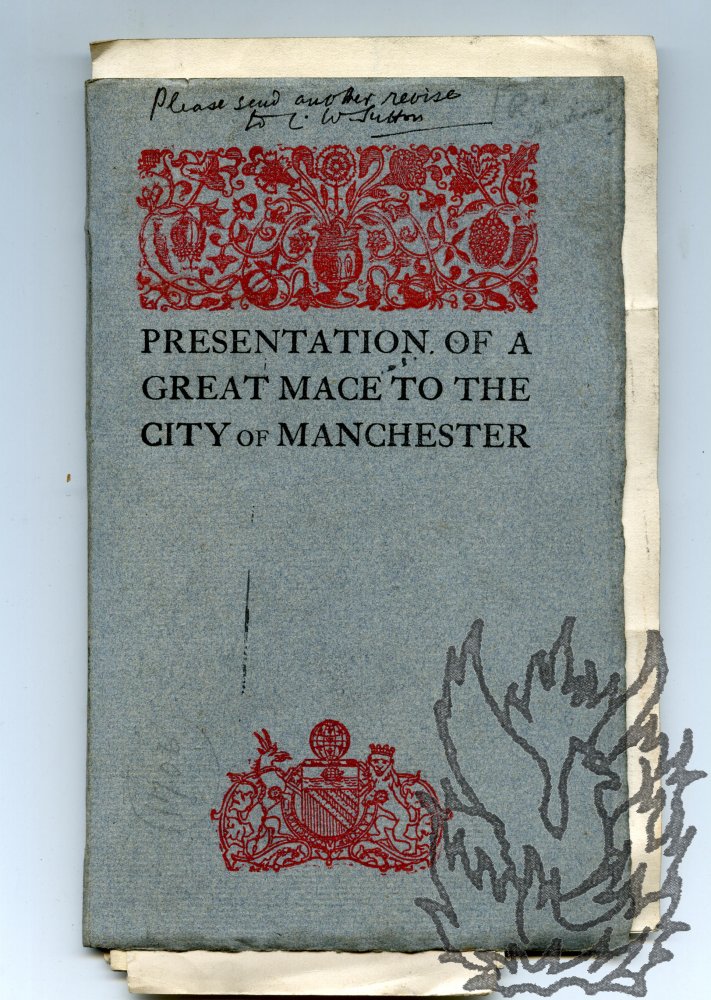 Please send another revise
to C. W. Sutton
PRESENTATION OF A
GREAT MACE TO THE
CITY OF MANCHESTER